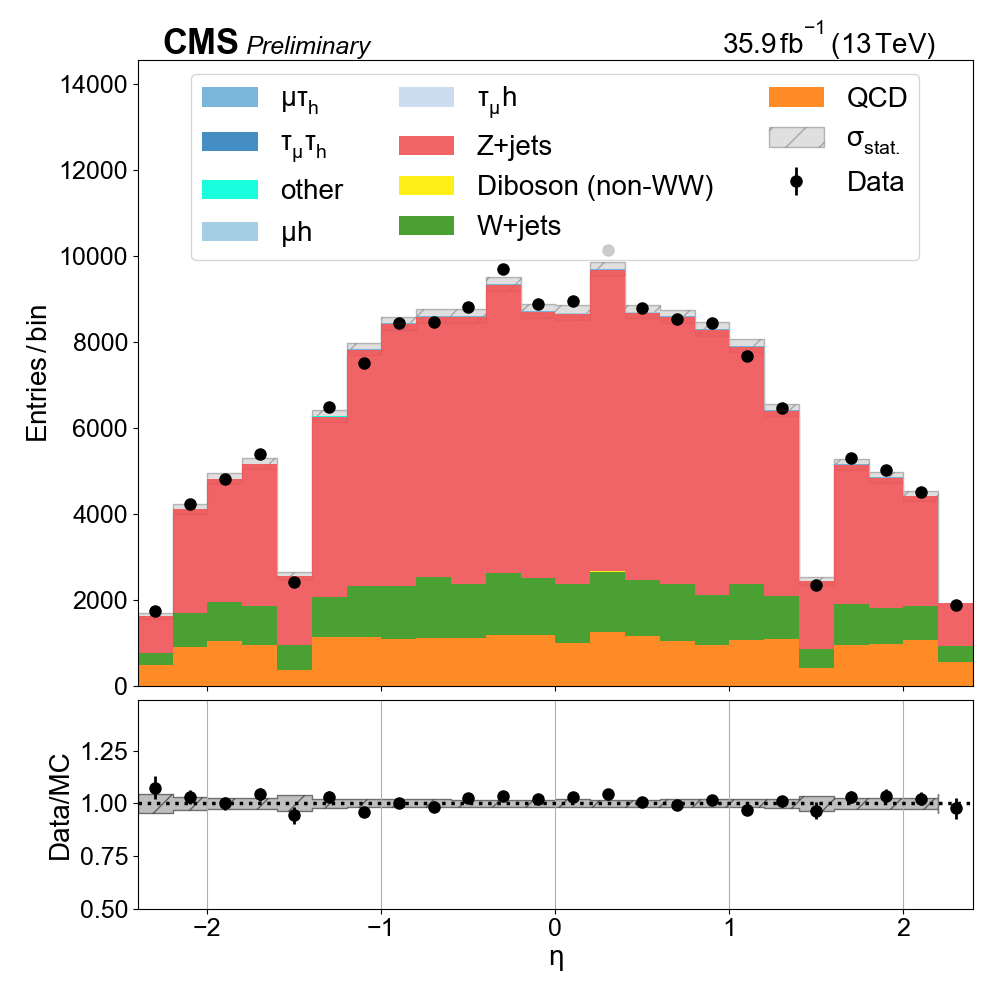 CMS Preliminary 35.9 fb⁻¹ (13 TeV)
14000
12000
10000
8000
6000
4000
2000
0
Entries / bin
μτh
τμτh
other
μh
τμh
Z+jets
Diboson (non-WW)
W+jets
QCD
σstat.
Data
1.25
1.00
0.75
0.50
Data/MC
−2 −1 0 1 2
η